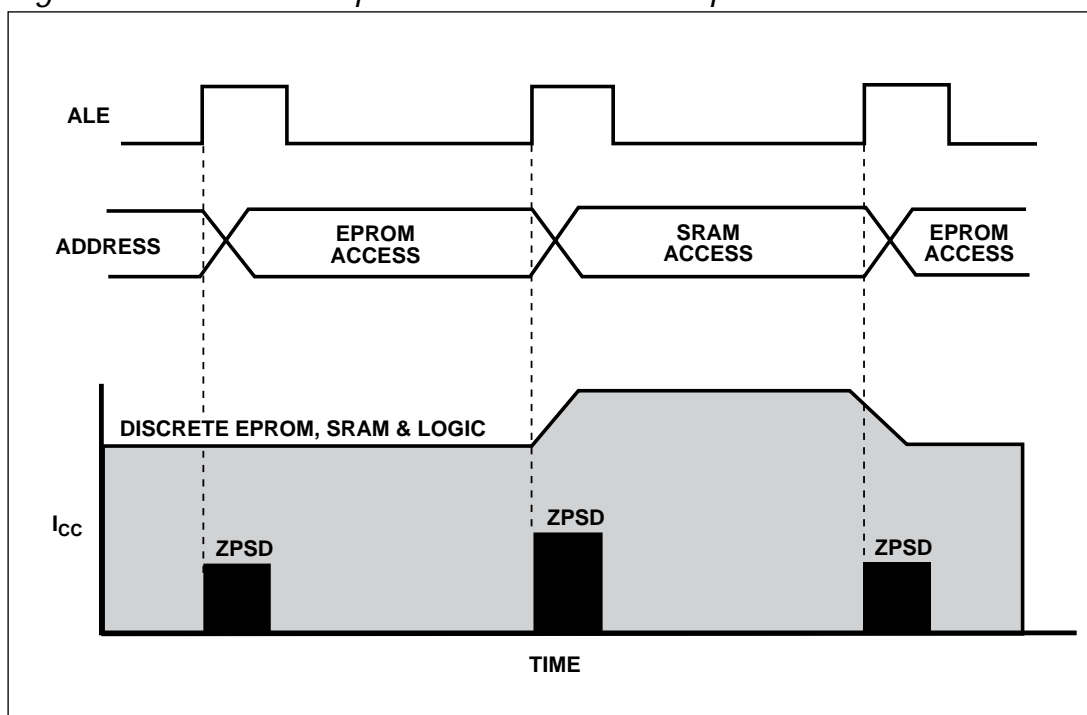 ALE
ADDRESS
EPROM
ACCESS
SRAM
ACCESS
EPROM
ACCESS
DISCRETE EPROM, SRAM & LOGIC
ICC
ZPSD
ZPSD
ZPSD
TIME